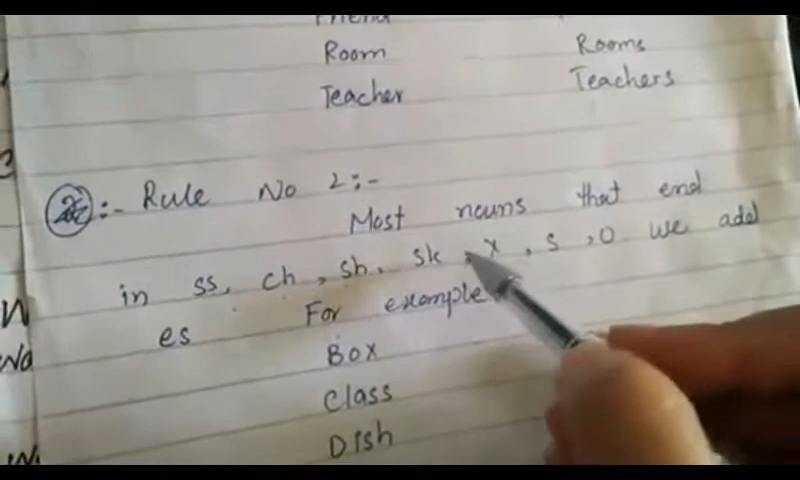 Friend
Room Rooms
Teacher Teachers
:- Rule No 2:-
Most nouns that end
in ss, ch, sh, sk, x, s, o we add
es For example
Box
Class
Dish